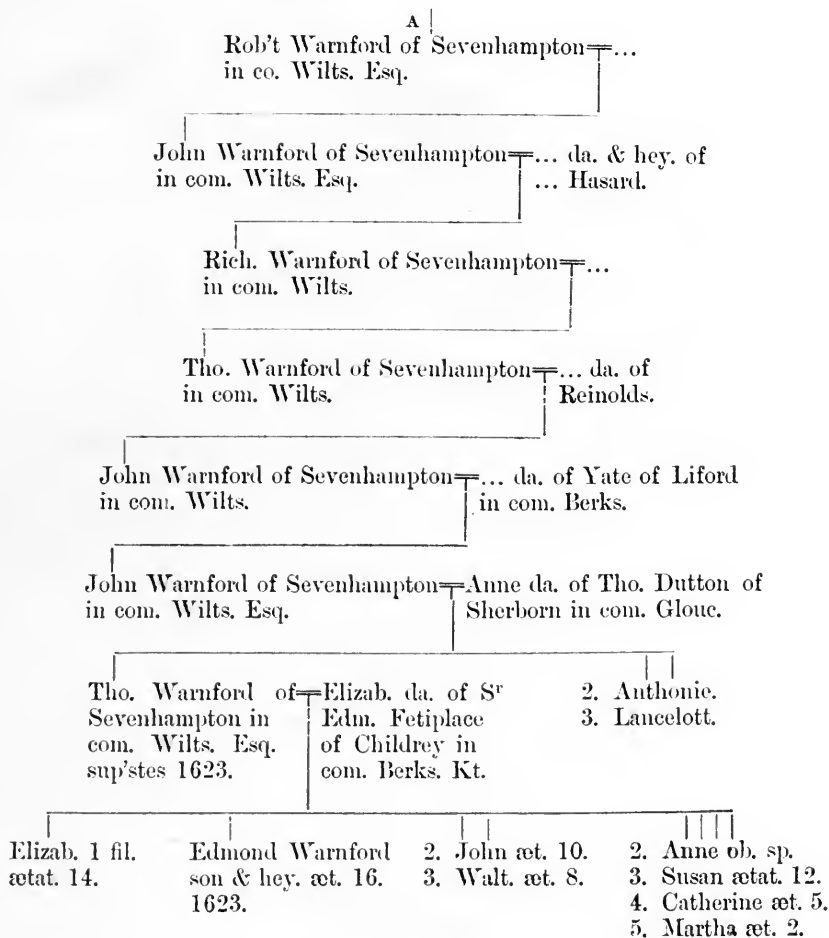 A
Rob't Warnford of Sevenhampton ...
in co. Wilts. Esq.
John Warnford of Sevenhampton ... da. & hey. of
in com. Wilts. Esq. ... Hasard.
Rich. Warnford of Sevenhampton ...
in com. Wilts.
Tho. Warnford of Sevenhampton ... da. of
in com. Wilts. Reinolds.
John Warnford of Sevenhampton ... da. of Yate of Liford
in com. Wilts. in com. Berks.
John Warnford of Sevenhampton Anne da. of Tho. Dutton of
in com. Wilts. Esq. Sherborn in com. Glouc.
Tho. Warnford of
Sevenhampton in
com. Wilts. Esq.
sup'stes 1623.
Elizab. da. of Sr
Edm. Fetiplace
of Childrey in
com. Berks. Kt.
2. Anthonie.
3. Lancelott.
Elizab. 1 fil.
ætat. 14.
Edmond Warnford
son & hey. æt. 16.
1623.
2. John æt. 10.
3. Walt. æt. 8.
2. Anne ob. sp.
3. Susan ætat. 12.
4. Catherine æt. 5.
5. Martha æt. 2.